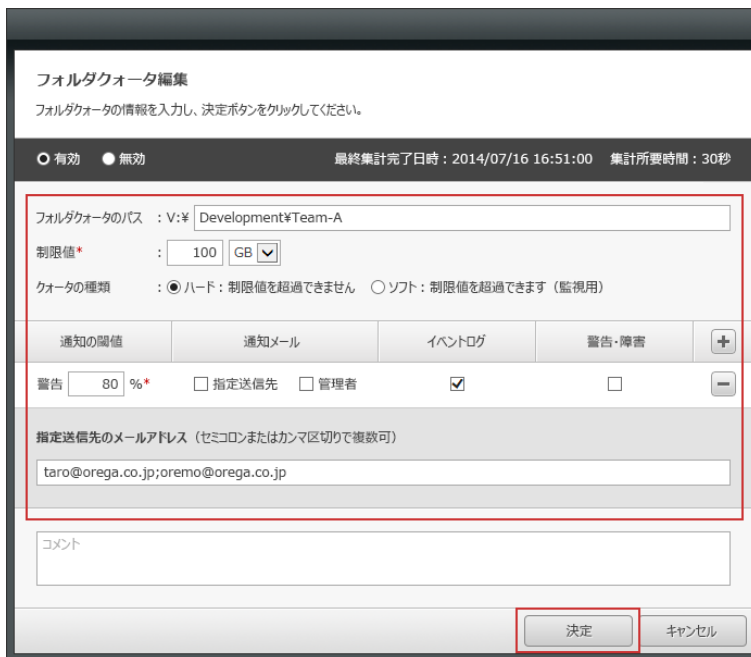 フォルダクォータ編集
フォルダクォータの情報を入力し、決定ボタンをクリックしてください。
有効 無効 最終集計完了日時：2014/07/16 16:51:00 集計所要時間：30秒
フォルダクォータのパス ：V:¥ Development¥Team-A
制限値* ： 100 GB
クォータの種類 ： ハード：制限値を超過できません ソフト：制限値を超過できます（監視用）
通知の閾値 通知メール イベントログ 警告・障害 +
警告 80 %* 指定送信先 管理者 −
指定送信先のメールアドレス（セミコロンまたはカンマ区切りで複数可）
taro@orega.co.jp;oremo@orega.co.jp
コメント
決定 キャンセル